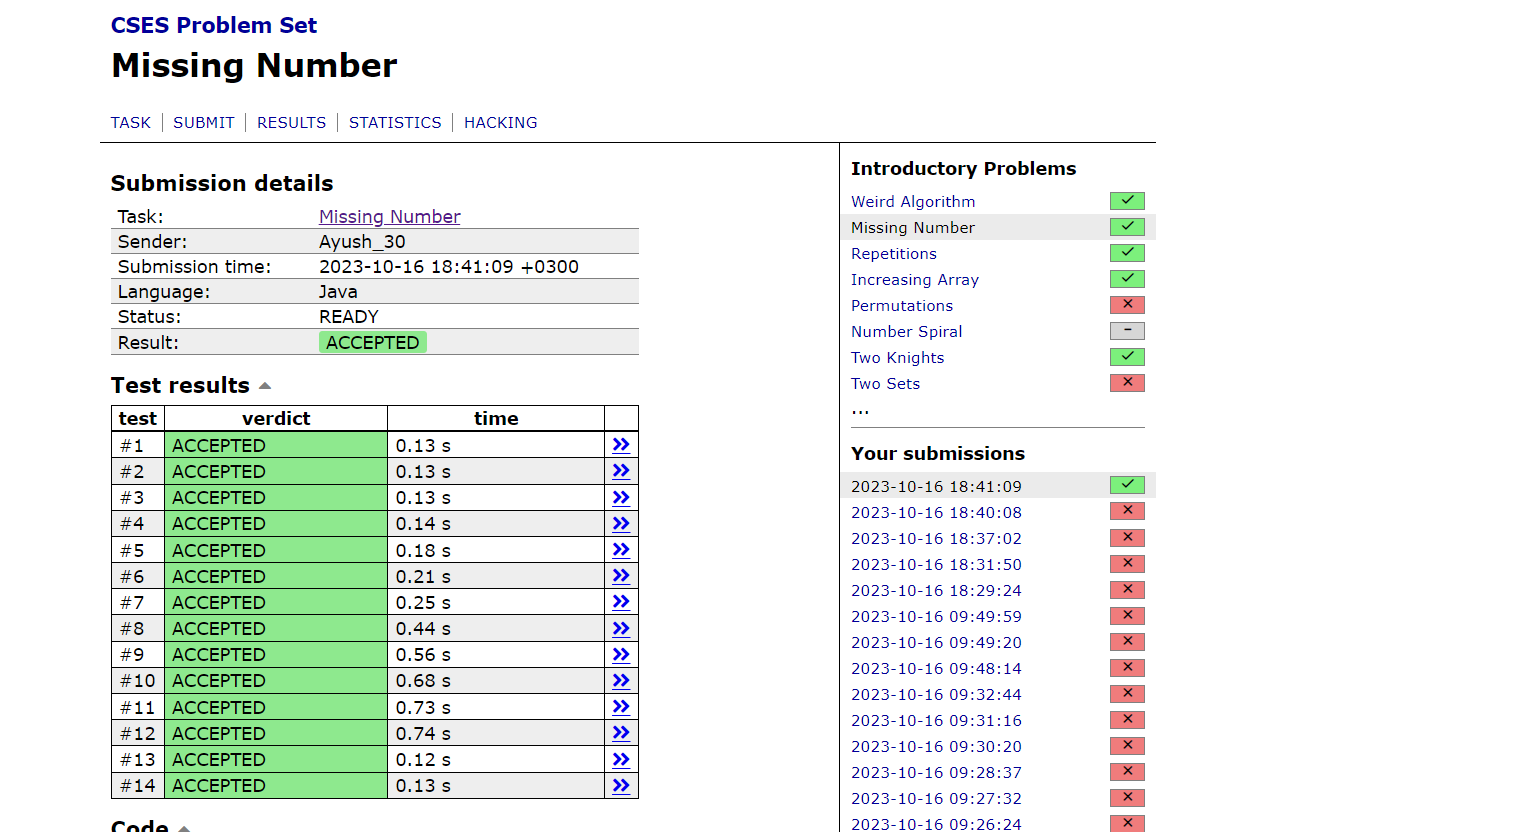 CSES Problem Set
Missing Number
TASK SUBMIT RESULTS STATISTICS HACKING
Submission details
Task: Missing Number
Sender: Ayush_30
Submission time: 2023-10-16 18:41:09 +0300
Language: Java
Status: READY
Result: ACCEPTED
Test results
test verdict time
#1 ACCEPTED 0.13 s »
#2 ACCEPTED 0.13 s »
#3 ACCEPTED 0.13 s »
#4 ACCEPTED 0.14 s »
#5 ACCEPTED 0.18 s »
#6 ACCEPTED 0.21 s »
#7 ACCEPTED 0.25 s »
#8 ACCEPTED 0.44 s »
#9 ACCEPTED 0.56 s »
#10 ACCEPTED 0.68 s »
#11 ACCEPTED 0.73 s »
#12 ACCEPTED 0.74 s »
#13 ACCEPTED 0.12 s »
#14 ACCEPTED 0.13 s »
Code
Introductory Problems
Weird Algorithm
Missing Number
Repetitions
Increasing Array
Permutations
Number Spiral
Two Knights
Two Sets
...
Your submissions
2023-10-16 18:41:09
2023-10-16 18:40:08
2023-10-16 18:37:02
2023-10-16 18:31:50
2023-10-16 18:29:24
2023-10-16 09:49:59
2023-10-16 09:49:20
2023-10-16 09:48:14
2023-10-16 09:32:44
2023-10-16 09:31:16
2023-10-16 09:30:20
2023-10-16 09:28:37
2023-10-16 09:27:32
2023-10-16 09:26:24